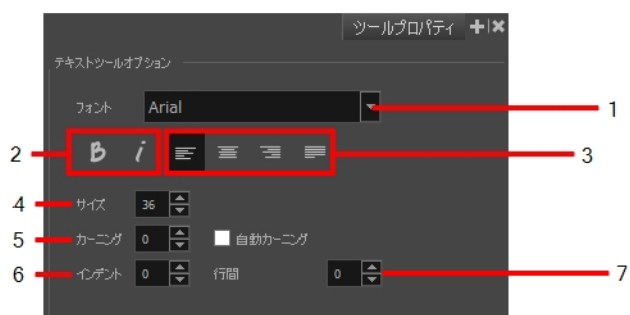 ツールプロパティ
テキストツールオプション
フォント Arial 1
2 B i 3
4 サイズ 36
5 カーニング 0 自動カーニング
6 インデント 0 行間 0 7